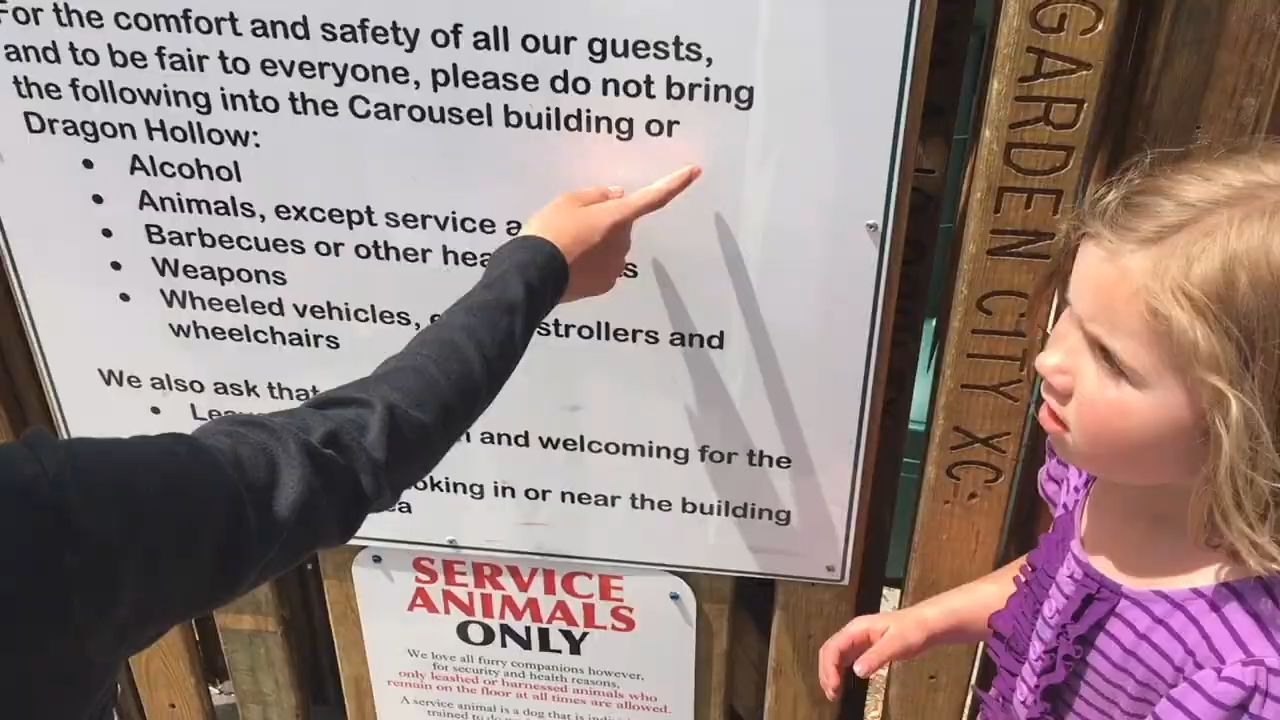 For the comfort and safety of all our guests,
and to be fair to everyone, please do not bring
the following into the Carousel building or
Dragon Hollow:
• Alcohol
• Animals, except service
• Barbecues or other
• Weapons
• Wheeled vehicles, strollers and
wheelchairs
We also ask that
•
and welcoming for the
in or near the building
SERVICE
ANIMALS
ONLY
We love all furry companions however,
for security and health reasons,
only leashed or harnessed animals who
remain on the floor at all times are allowed.
A service animal is a dog that is
trained to do
GARDEN CITY XC